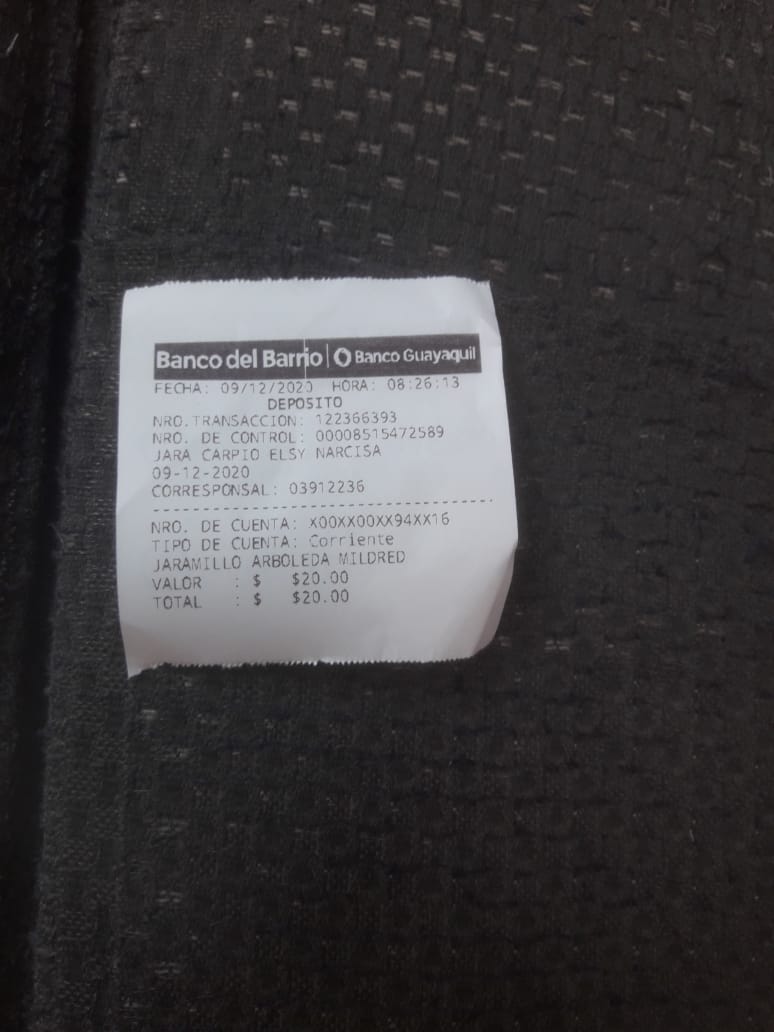 Banco del Barrio | Banco Guayaquil
FECHA: 09/12/2020 HORA: 08:26:13
DEPOSITO
NRO.TRANSACCION: 122366393
NRO. DE CONTROL: 00008515472589
JARA CARPIO ELSY NARCISA
09-12-2020
CORRESPONSAL: 03912236
NRO. DE CUENTA: X00XX00XX94XX16
TIPO DE CUENTA: Corriente
JARAMILLO ARBOLEDA MILDRED
VALOR : $ $20.00
TOTAL : $ $20.00